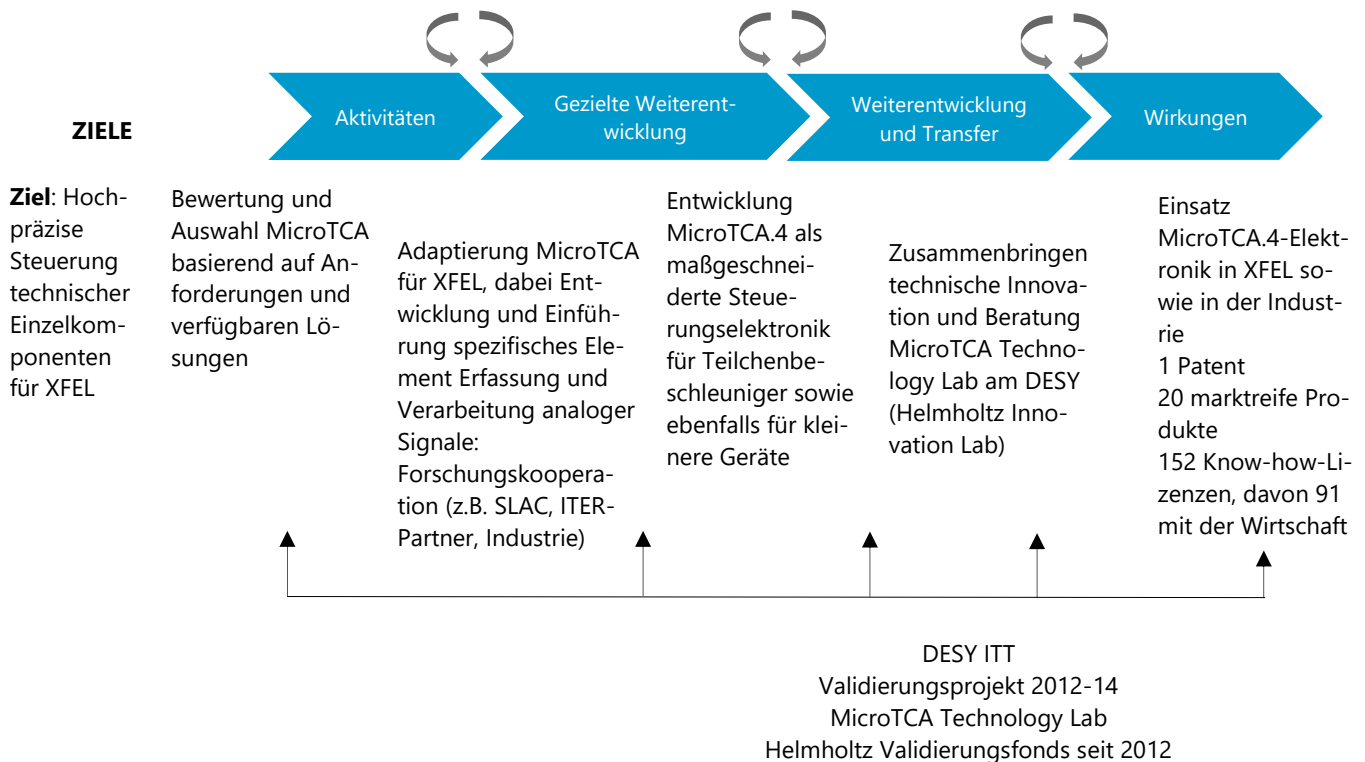 ZIELE
Aktivitäten
Gezielte Weiterent-
wicklung
Weiterentwicklung
und Transfer
Wirkungen
Ziel: Hoch-
präzise
Steuerung
technischer
Einzelkom-
ponenten
für XFEL
Bewertung und
Auswahl MicroTCA
basierend auf An-
forderungen und
verfügbaren Lö-
sungen
Adaptierung MicroTCA
für XFEL, dabei Ent-
wicklung und Einfüh-
rung spezifisches Ele-
ment Erfassung und
Verarbeitung analoger
Signale:
Forschungskoopera-
tion (z.B. SLAC, ITER-
Partner, Industrie)
Entwicklung
MicroTCA.4 als
maßgeschnei-
derte Steue-
rungselektronik
für Teilchenbe-
schleuniger sowie
ebenfalls für klei-
nere Geräte
Zusammenbringen
technische Innova-
tion und Beratung
MicroTCA Techno-
logy Lab am DESY
(Helmholtz Inno-
vation Lab)
Einsatz
MicroTCA.4-Elekt-
ronik in XFEL so-
wie in der Indust-
rie
1 Patent
20 marktreife Pro-
dukte
152 Know-how-Li-
zenzen, davon 91
mit der Wirtschaft
DESY ITT
Validierungsprojekt 2012-14
MicroTCA Technology Lab
Helmholtz Validierungsfonds seit 2012